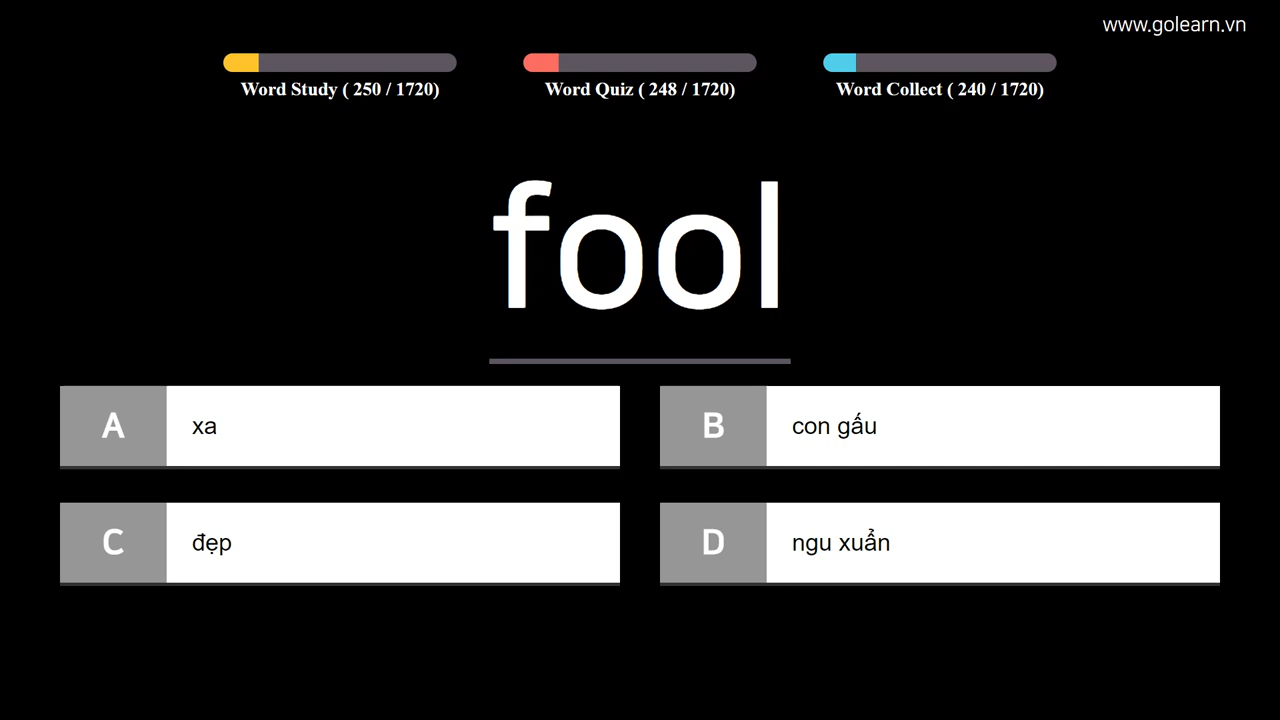 www.golearn.vn
Word Study ( 250 / 1720)
Word Quiz ( 248 / 1720)
Word Collect ( 240 / 1720)
fool
A xa
B con gấu
C đẹp
D ngu xuẩn